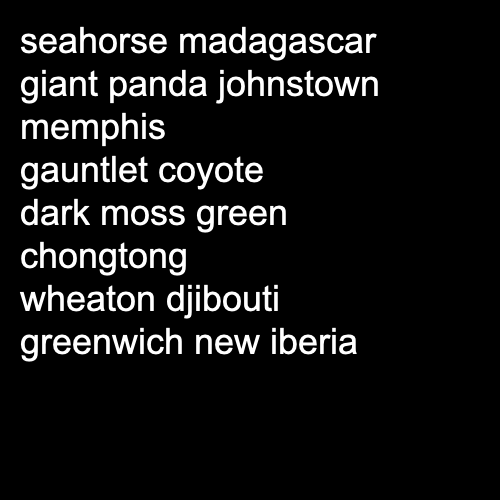 seahorse madagascar
giant panda johnstown
memphis
gauntlet coyote
dark moss green
chongtong
wheaton djibouti
greenwich new iberia